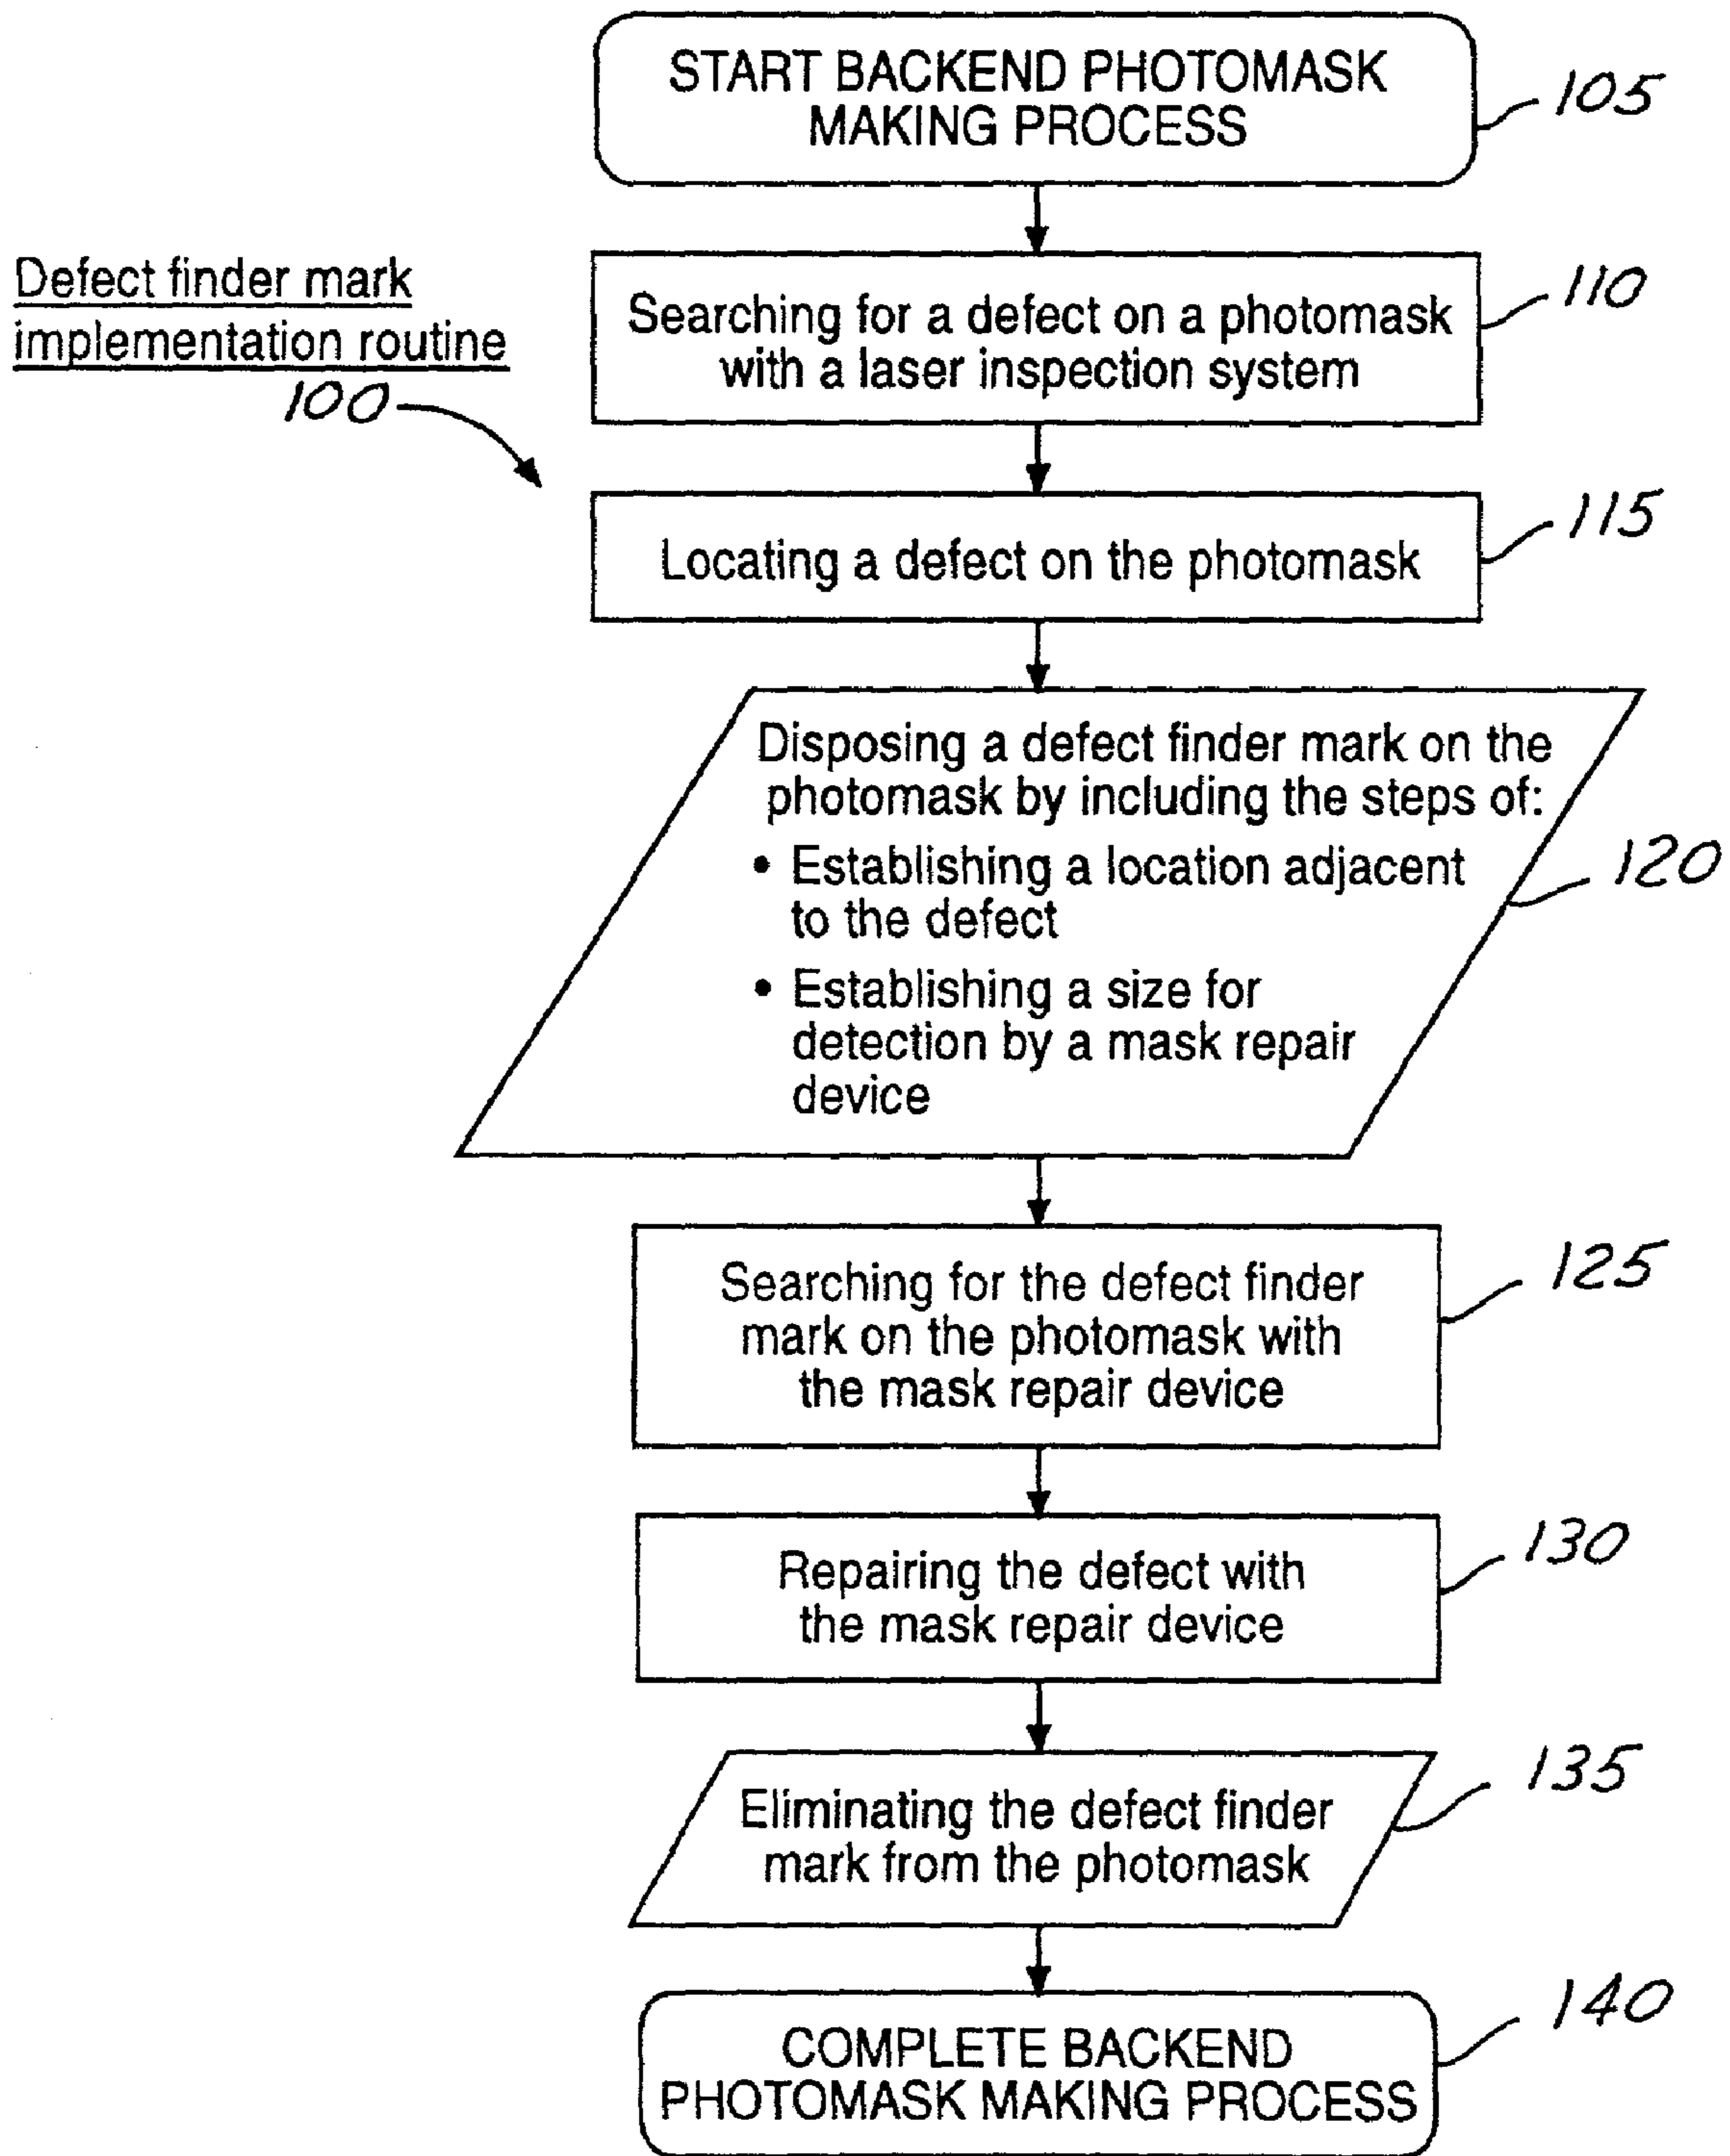 START BACKEND PHOTOMASK
MAKING PROCESS
105
Defect finder mark
implementation routine
100
Searching for a defect on a photomask
with a laser inspection system
110
Locating a defect on the photomask
115
Disposing a defect finder mark on the
photomask by including the steps of:
• Establishing a location adjacent
to the defect
• Establishing a size for
detection by a mask repair
device
120
Searching for the defect finder
mark on the photomask with
the mask repair device
125
Repairing the defect with
the mask repair device
130
Eliminating the defect finder
mark from the photomask
135
COMPLETE BACKEND
PHOTOMASK MAKING PROCESS
140